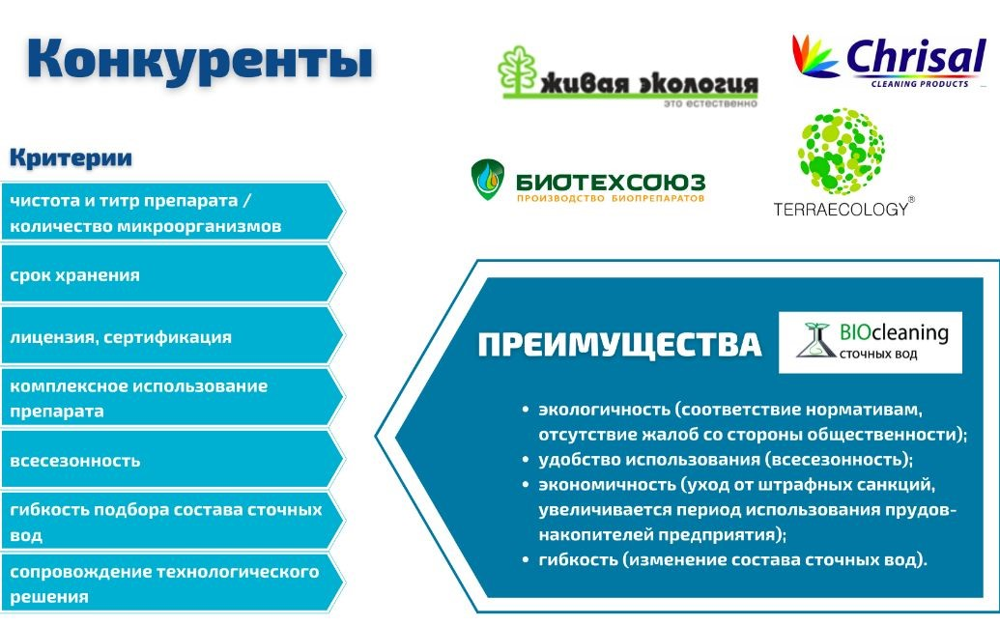 Конкуренты
живая экология
это естественно
Chrisal
CLEANING PRODUCTS
БИОТЕХСОЮЗ
ПРОИЗВОДСТВО БИОПРЕПАРАТОВ
TERRAECOLOGY®
Критерии
чистота и титр препарата /
количество микроорганизмов
срок хранения
лицензия, сертификация
комплексное использование
препарата
всесезонность
гибкость подбора состава сточных
вод
сопровождение технологического
решения
ПРЕИМУЩЕСТВА
BIOcleaning
сточных вод
• экологичность (соответствие нормативам,
отсутствие жалоб со стороны общественности);
• удобство использования (всесезонность);
• экономичность (уход от штрафных санкций,
увеличивается период использования прудов-
накопителей предприятия);
• гибкость (изменение состава сточных вод).